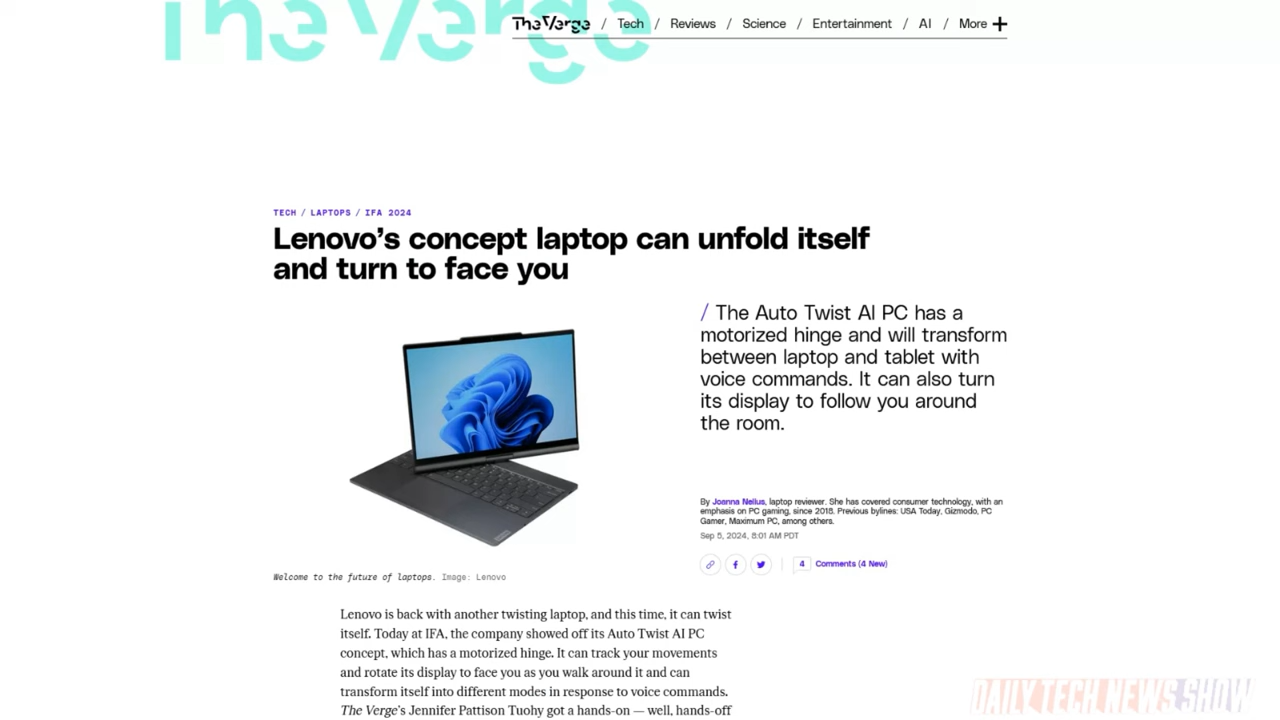 The Verge
The Verge / Tech / Reviews / Science / Entertainment / AI / More +
TECH / LAPTOPS / IFA 2024
Lenovo’s concept laptop can unfold itself
and turn to face you
/ The Auto Twist AI PC has a
motorized hinge and will transform
between laptop and tablet with
voice commands. It can also turn
its display to follow you around
the room.
By Joanna Nelius, laptop reviewer. She has covered consumer technology, with an
emphasis on PC gaming, since 2018. Previous bylines: USA Today, Gizmodo, PC
Gamer, Maximum PC, among others.
Sep 5, 2024, 8:01 AM PDT
4 Comments (4 New)
Welcome to the future of laptops. Image: Lenovo
Lenovo is back with another twisting laptop, and this time, it can twist
itself. Today at IFA, the company showed off its Auto Twist AI PC
concept, which has a motorized hinge. It can track your movements
and rotate its display to face you as you walk around it and can
transform itself into different modes in response to voice commands.
The Verge’s Jennifer Pattison Tuohy got a hands-on — well, hands-off
DAILY TECH NEWS SHOW